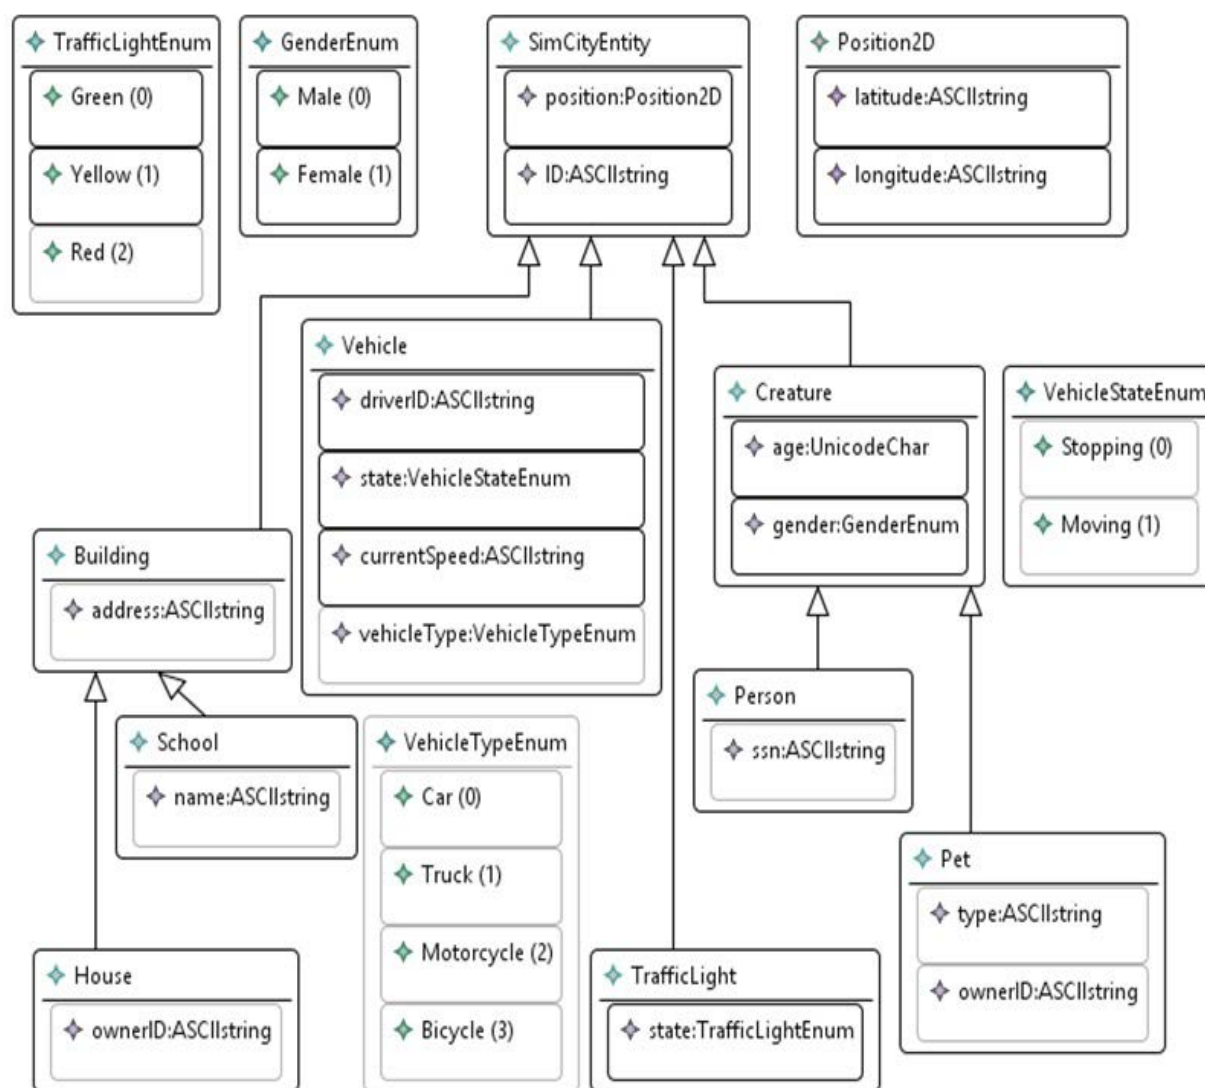 TrafficLightEnum
Green (0)
Yellow (1)
Red (2)
GenderEnum
Male (0)
Female (1)
SimCityEntity
position:Position2D
ID:ASCIIstring
Position2D
latitude:ASCIIstring
longitude:ASCIIstring
Vehicle
driverID:ASCIIstring
state:VehicleStateEnum
currentSpeed:ASCIIstring
vehicleType:VehicleTypeEnum
Creature
age:UnicodeChar
gender:GenderEnum
VehicleStateEnum
Stopping (0)
Moving (1)
Building
address:ASCIIstring
School
name:ASCIIstring
VehicleTypeEnum
Car (0)
Truck (1)
Motorcycle (2)
Bicycle (3)
Person
ssn:ASCIIstring
Pet
type:ASCIIstring
ownerID:ASCIIstring
House
ownerID:ASCIIstring
TrafficLight
state:TrafficLightEnum